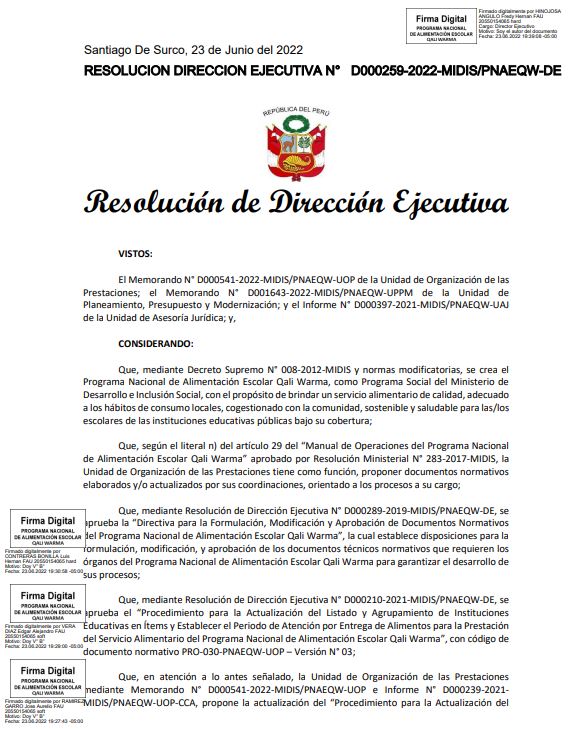 Firma Digital
PROGRAMA NACIONAL
DE ALIMENTACIÓN ESCOLAR
QALI WARMA
Firmado digitalmente por HINOJOSA
ANGULO Fredy Hernan FAU
20550154065 hard
Cargo: Director Ejecutivo
Motivo: Soy el autor del documento
Fecha: 23.06.2022 19:39:08 -05:00
Santiago De Surco, 23 de Junio del 2022
RESOLUCION DIRECCION EJECUTIVA N° D000259-2022-MIDIS/PNAEQW-DE
REPÚBLICA DEL PERÚ
Resolución de Dirección Ejecutiva
VISTOS:
El Memorando N° D000541-2022-MIDIS/PNAEQW-UOP de la Unidad de Organización de las
Prestaciones; el Memorando N° D001643-2022-MIDIS/PNAEQW-UPPM de la Unidad de
Planeamiento, Presupuesto y Modernización; y el Informe N° D000397-2021-MIDIS/PNAEQW-UAJ
de la Unidad de Asesoría Jurídica; y,
CONSIDERANDO:
Que, mediante Decreto Supremo N° 008-2012-MIDIS y normas modificatorias, se crea el
Programa Nacional de Alimentación Escolar Qali Warma, como Programa Social del Ministerio de
Desarrollo e Inclusión Social, con el propósito de brindar un servicio alimentario de calidad, adecuado
a los hábitos de consumo locales, cogestionado con la comunidad, sostenible y saludable para las/los
escolares de las instituciones educativas públicas bajo su cobertura;
Que, según el literal n) del artículo 29 del “Manual de Operaciones del Programa Nacional
de Alimentación Escolar Qali Warma” aprobado por Resolución Ministerial N° 283-2017-MIDIS, la
Unidad de Organización de las Prestaciones tiene como función, proponer documentos normativos
elaborados y/o actualizados por sus coordinaciones, orientado a los procesos a su cargo;
Que, mediante Resolución de Dirección Ejecutiva N° D000289-2019-MIDIS/PNAEQW-DE, se
aprueba la “Directiva para la Formulación, Modificación y Aprobación de Documentos Normativos
del Programa Nacional de Alimentación Escolar Qali Warma”, la cual establece disposiciones para la
formulación, modificación, y aprobación de los documentos técnicos normativos que requieren los
órganos del Programa Nacional de Alimentación Escolar Qali Warma para garantizar el desarrollo de
sus procesos;
Firma Digital
PROGRAMA NACIONAL
DE ALIMENTACIÓN ESCOLAR
QALI WARMA
Firmado digitalmente por
CONTRERAS BONILLA Luis
Hernan FAU 20550154065 hard
Motivo: Doy V° B°
Fecha: 23.06.2022 19:30:58 -05:00
Que, mediante Resolución de Dirección Ejecutiva N° D000210-2021-MIDIS/PNAEQW-DE, se
aprueba el “Procedimiento para la Actualización del Listado y Agrupamiento de Instituciones
Educativas en Ítems y Establecer el Periodo de Atención por Entrega de Alimentos para la Prestación
del Servicio Alimentario del Programa Nacional de Alimentación Escolar Qali Warma”, con código de
documento normativo PRO-030-PNAEQW-UOP – Versión N° 03;
Firma Digital
PROGRAMA NACIONAL
DE ALIMENTACIÓN ESCOLAR
QALI WARMA
Firmado digitalmente por VERA
DIAZ Edgar Alejandro FAU
20550154065 soft
Motivo: Doy V° B°
Fecha: 23.06.2022 19:29:00 -05:00
Que, en atención a lo antes señalado, la Unidad de Organización de las Prestaciones
mediante Memorando N° D000541-2022-MIDIS/PNAEQW-UOP e Informe N° D000239-2021-
MIDIS/PNAEQW-UOP-CCA, propone la actualización del “Procedimiento para la Actualización del
Firma Digital
PROGRAMA NACIONAL
DE ALIMENTACIÓN ESCOLAR
QALI WARMA
Firmado digitalmente por RAMIREZ
GARRO Jose Aurelio FAU
20550154065 soft
Motivo: Doy V° B°
Fecha: 23.06.2022 19:27:43 -05:00